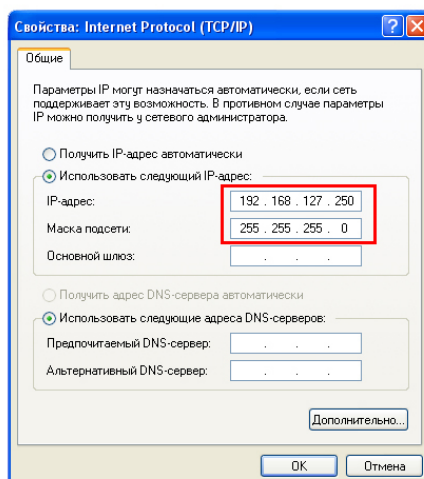 Свойства: Internet Protocol (TCP/IP)
Общие
Параметры IP могут назначаться автоматически, если сеть
поддерживает эту возможность. В противном случае параметры
IP можно получить у сетевого администратора.
Получить IP-адрес автоматически
Использовать следующий IP-адрес:
IP-адрес: 192 . 168 . 127 . 250
Маска подсети: 255 . 255 . 255 . 0
Основной шлюз: . . .
Получить адрес DNS-сервера автоматически
Использовать следующие адреса DNS-серверов:
Предпочитаемый DNS-сервер: . . .
Альтернативный DNS-сервер: . . .
Дополнительно...
OK Отмена